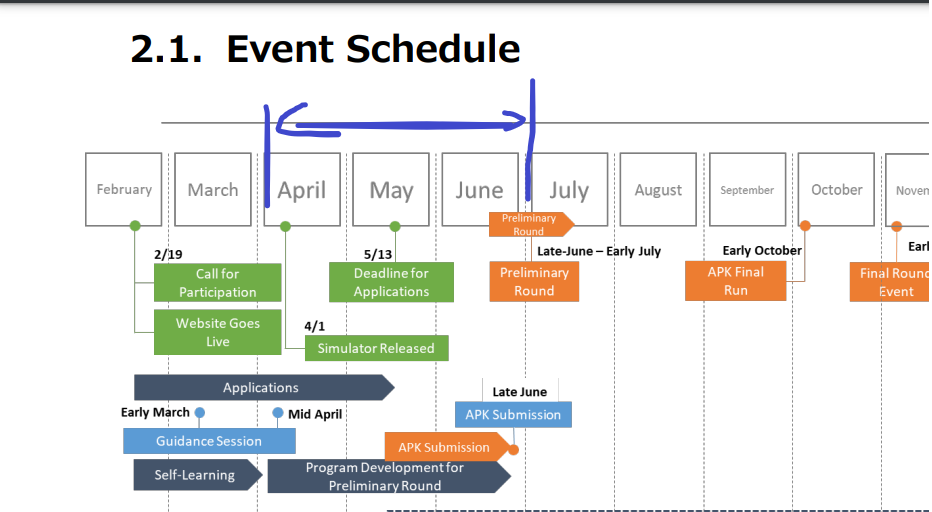 2.1. Event Schedule
February
March
April
May
June
July
August
September
October
Preliminary
Round
2/19
Call for
Participation
5/13
Deadline for
Applications
Late-June – Early July
Preliminary
Round
Early October
APK Final
Run
Final Round
Event
Website Goes
Live
4/1
Simulator Released
Applications
Late June
APK Submission
Early March
Mid April
Guidance Session
APK Submission
Self-Learning
Program Development for
Preliminary Round